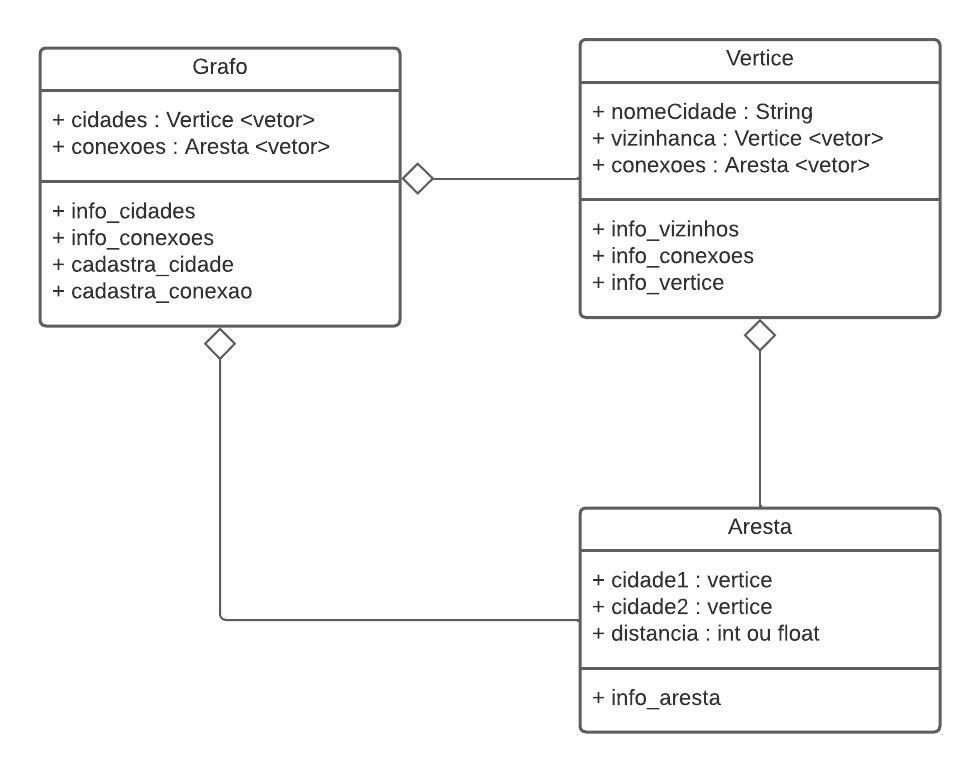 Grafo
+ cidades : Vertice <vetor>
+ conexoes : Aresta <vetor>
+ info_cidades
+ info_conexoes
+ cadastra_cidade
+ cadastra_conexao
Vertice
+ nomeCidade : String
+ vizinhanca : Vertice <vetor>
+ conexoes : Aresta <vetor>
+ info_vizinhos
+ info_conexoes
+ info_vertice
Aresta
+ cidade1 : vertice
+ cidade2 : vertice
+ distancia : int ou float
+ info_aresta